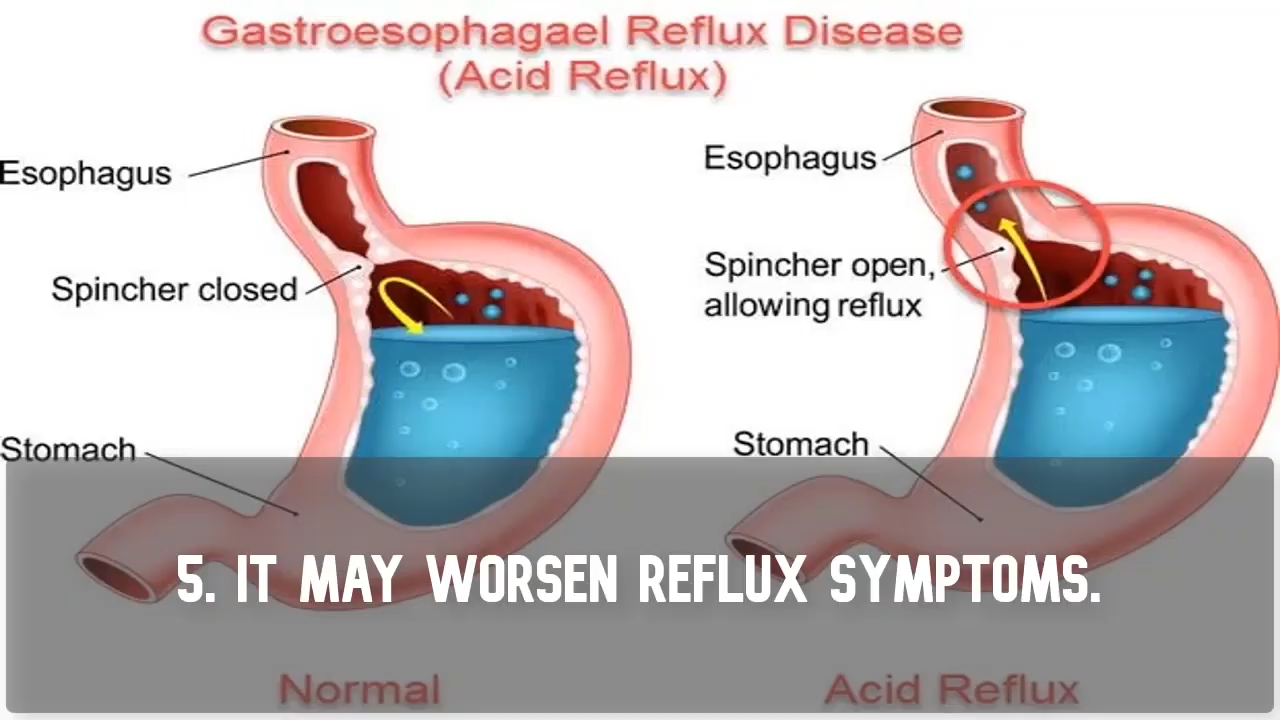 Gastroesophagael Reflux Disease
(Acid Reflux)
Esophagus
Spincher closed
Stomach
Esophagus
Spincher open,
allowing reflux
Stomach
5. IT MAY WORSEN REFLUX SYMPTOMS.
Normal
Acid Reflux